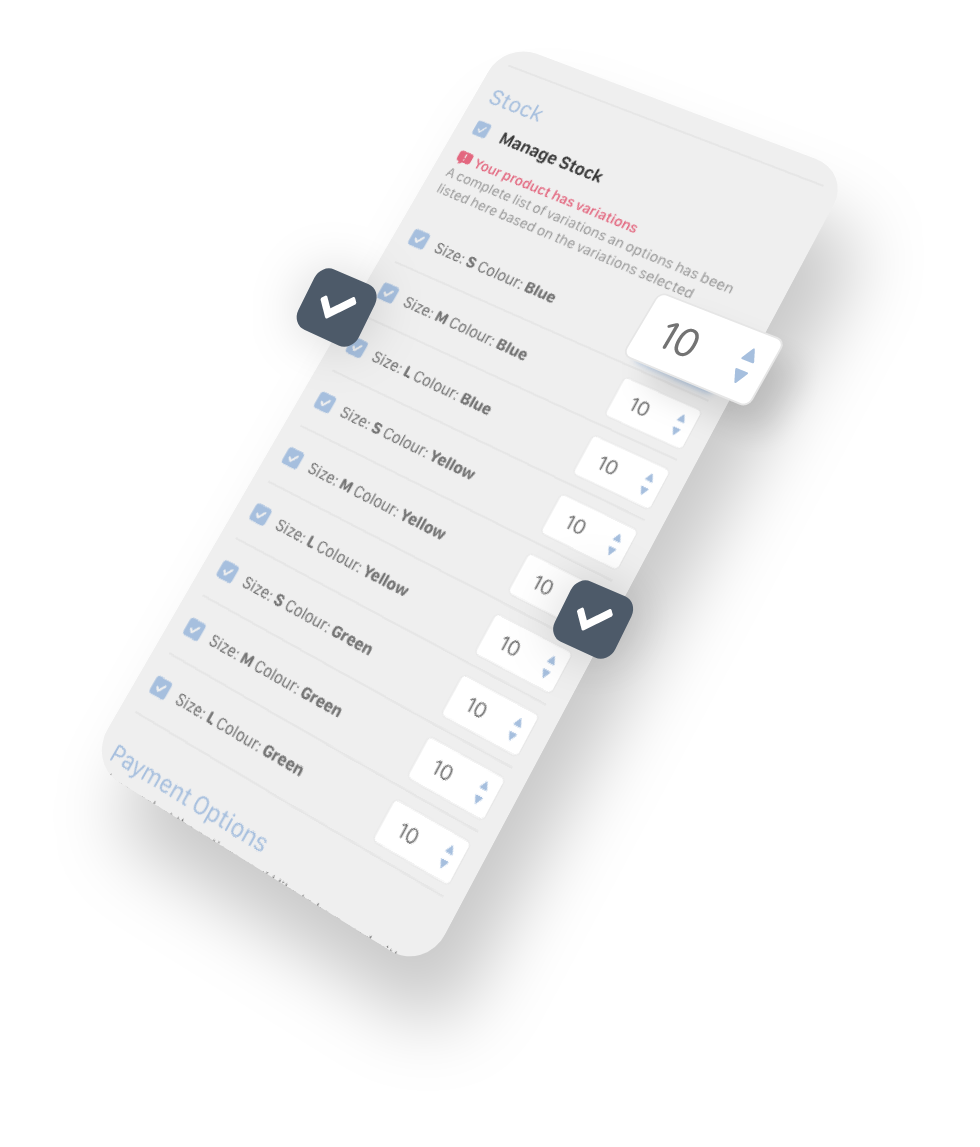 Stock
Manage Stock
Your product has variations
A complete list of variations an options has been
listed here based on the variations selected
Size: S Colour: Blue
10
Size: M Colour: Blue
10
Size: L Colour: Blue
10
Size: S Colour: Yellow
10
Size: M Colour: Yellow
10
Size: L Colour: Yellow
10
Size: S Colour: Green
10
Size: M Colour: Green
10
Size: L Colour: Green
10
Payment Options